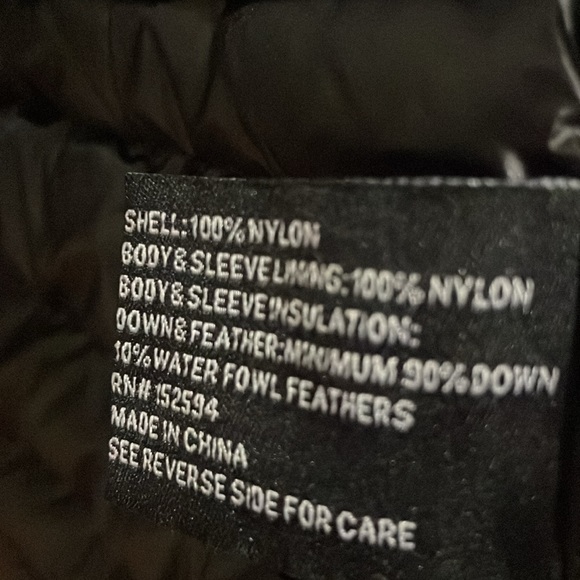 SHELL:100% NYLON
BODY & SLEEVE LINING:100% NYLON
BODY & SLEEVE INSULATION:
DOWN& FEATHER:MINIMUM 90% DOWN
10% WATER FOWL FEATHERS
RN# 152594
MADE IN CHINA
SEE REVERSE SIDE FOR CARE